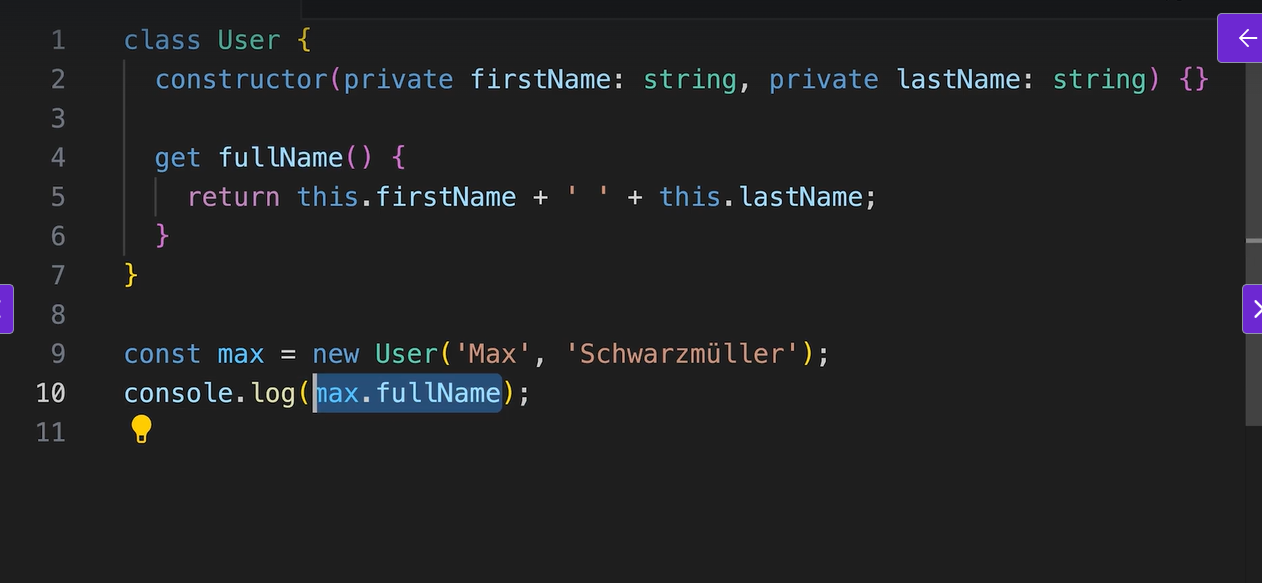 1 class User {
2 constructor(private firstName: string, private lastName: string) {}
3
4 get fullName() {
5 return this.firstName + ' ' + this.lastName;
6 }
7 }
8
9 const max = new User('Max', 'Schwarzmüller');
10 console.log(max.fullName);
11